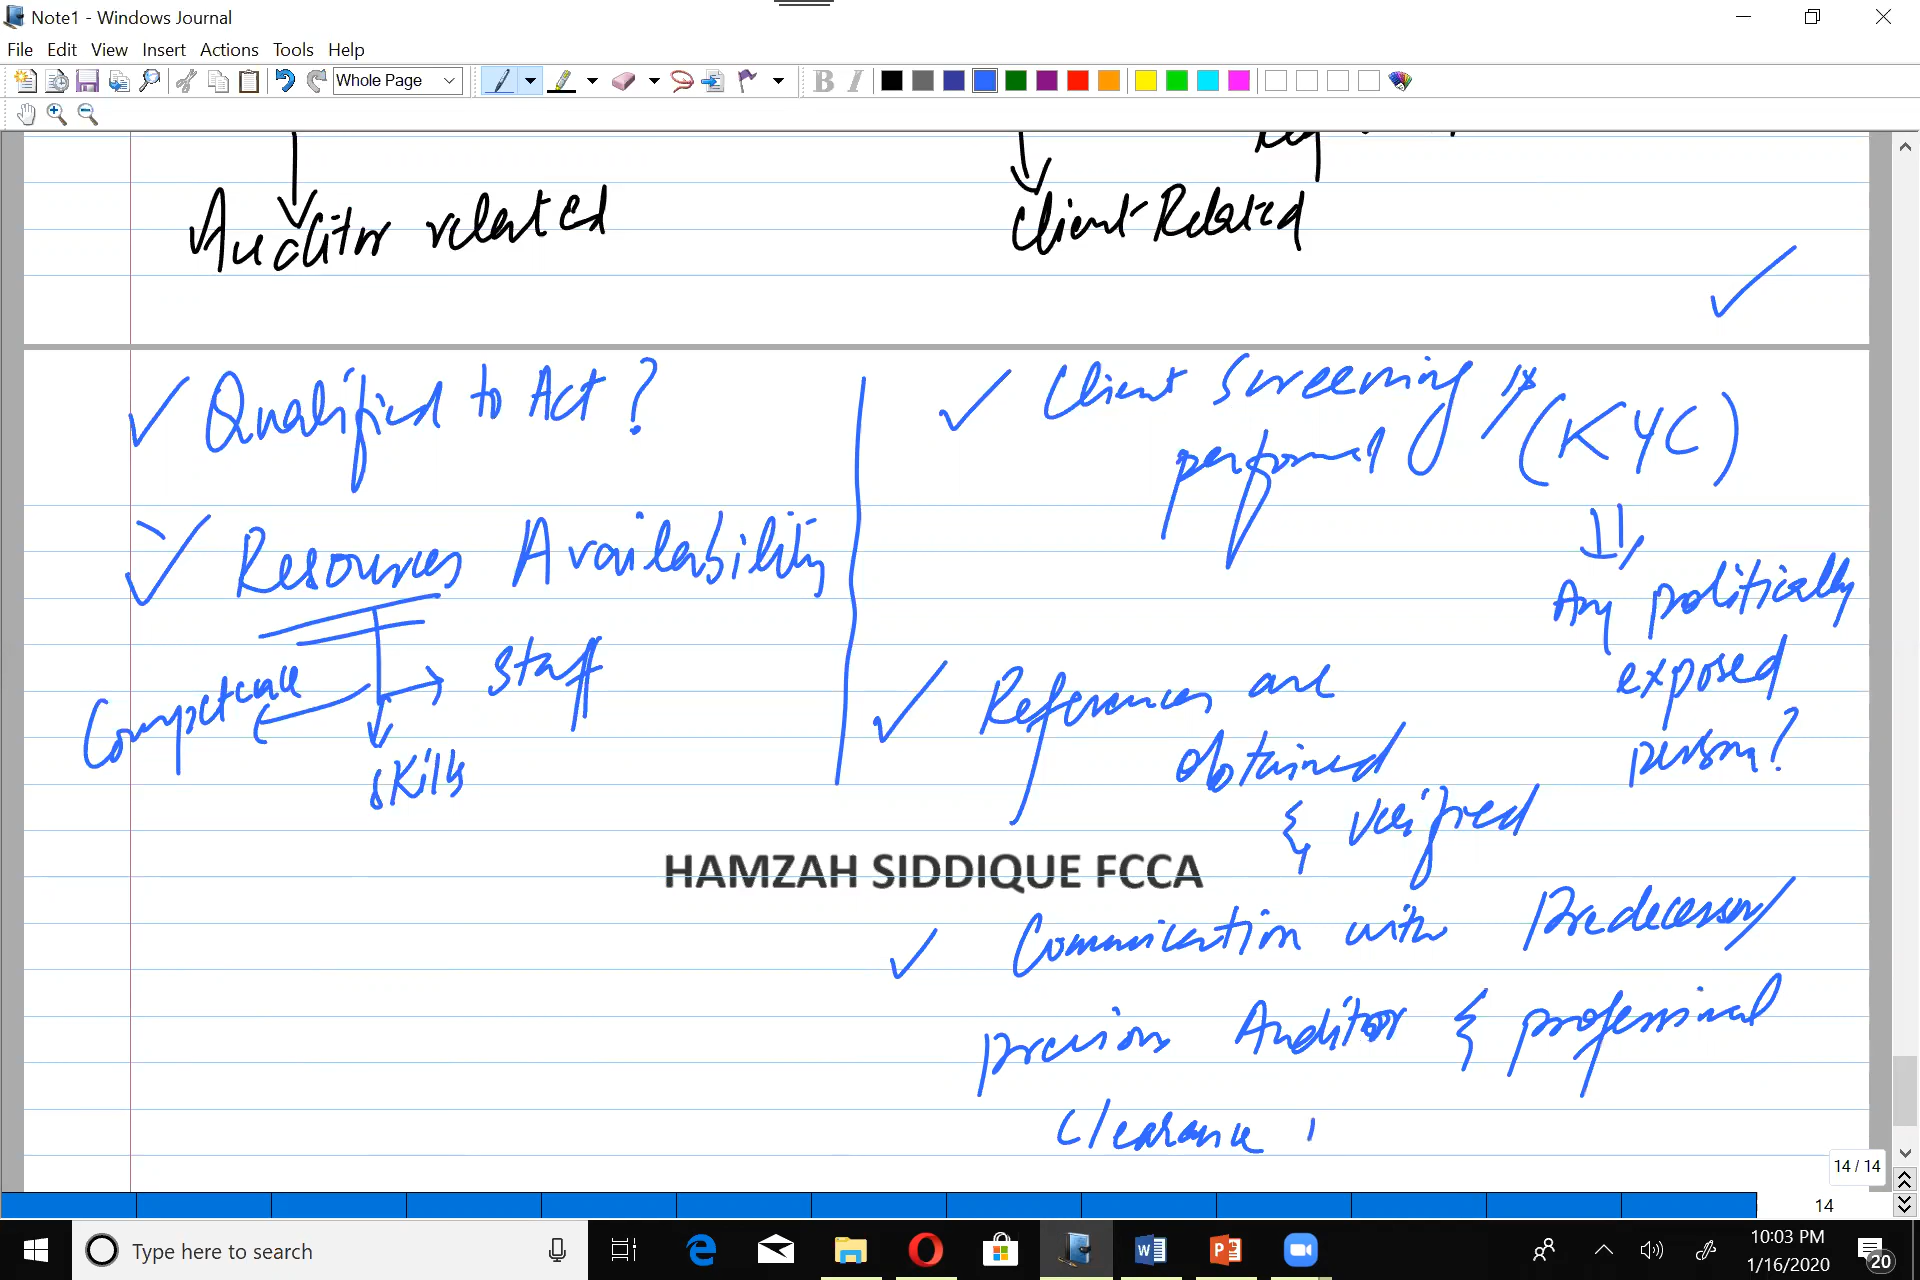 Note1 - Windows Journal
File Edit View Insert Actions Tools Help
Whole Page
B I
Auditor related
Client Related
Qualified to Act ?
Resources Availability
Competence
Staff
Skills
Client Screening is
performed
(KYC)
Any politically
exposed
person?
References are
obtained
& verified
HAMZAH SIDDIQUE FCCA
Communication with Predecessor/
previous Auditor & professional
clearance
14 / 14
14
Type here to search
10:03 PM
1/16/2020
20